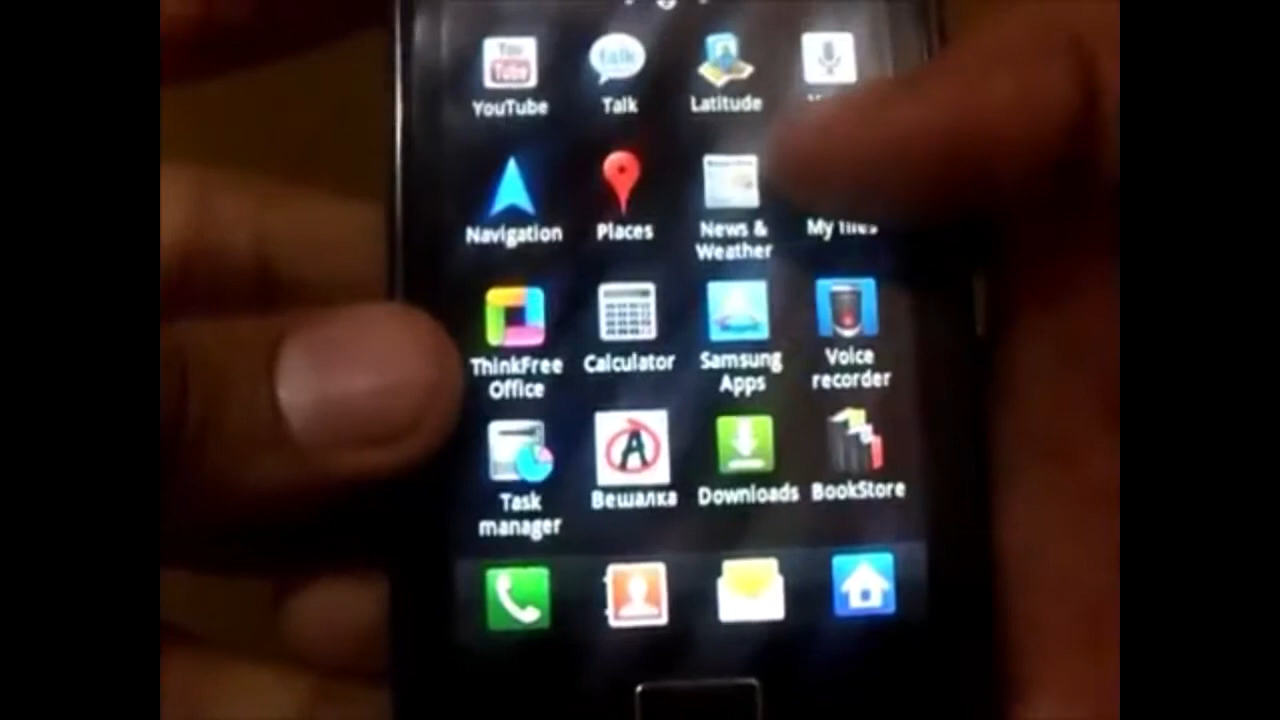 You
Tube
talk
YouTube Talk Latitude
Navigation Places News & Weather My files
ThinkFree Office Calculator Samsung Apps Voice recorder
A
Task manager Вешалка Downloads BookStore